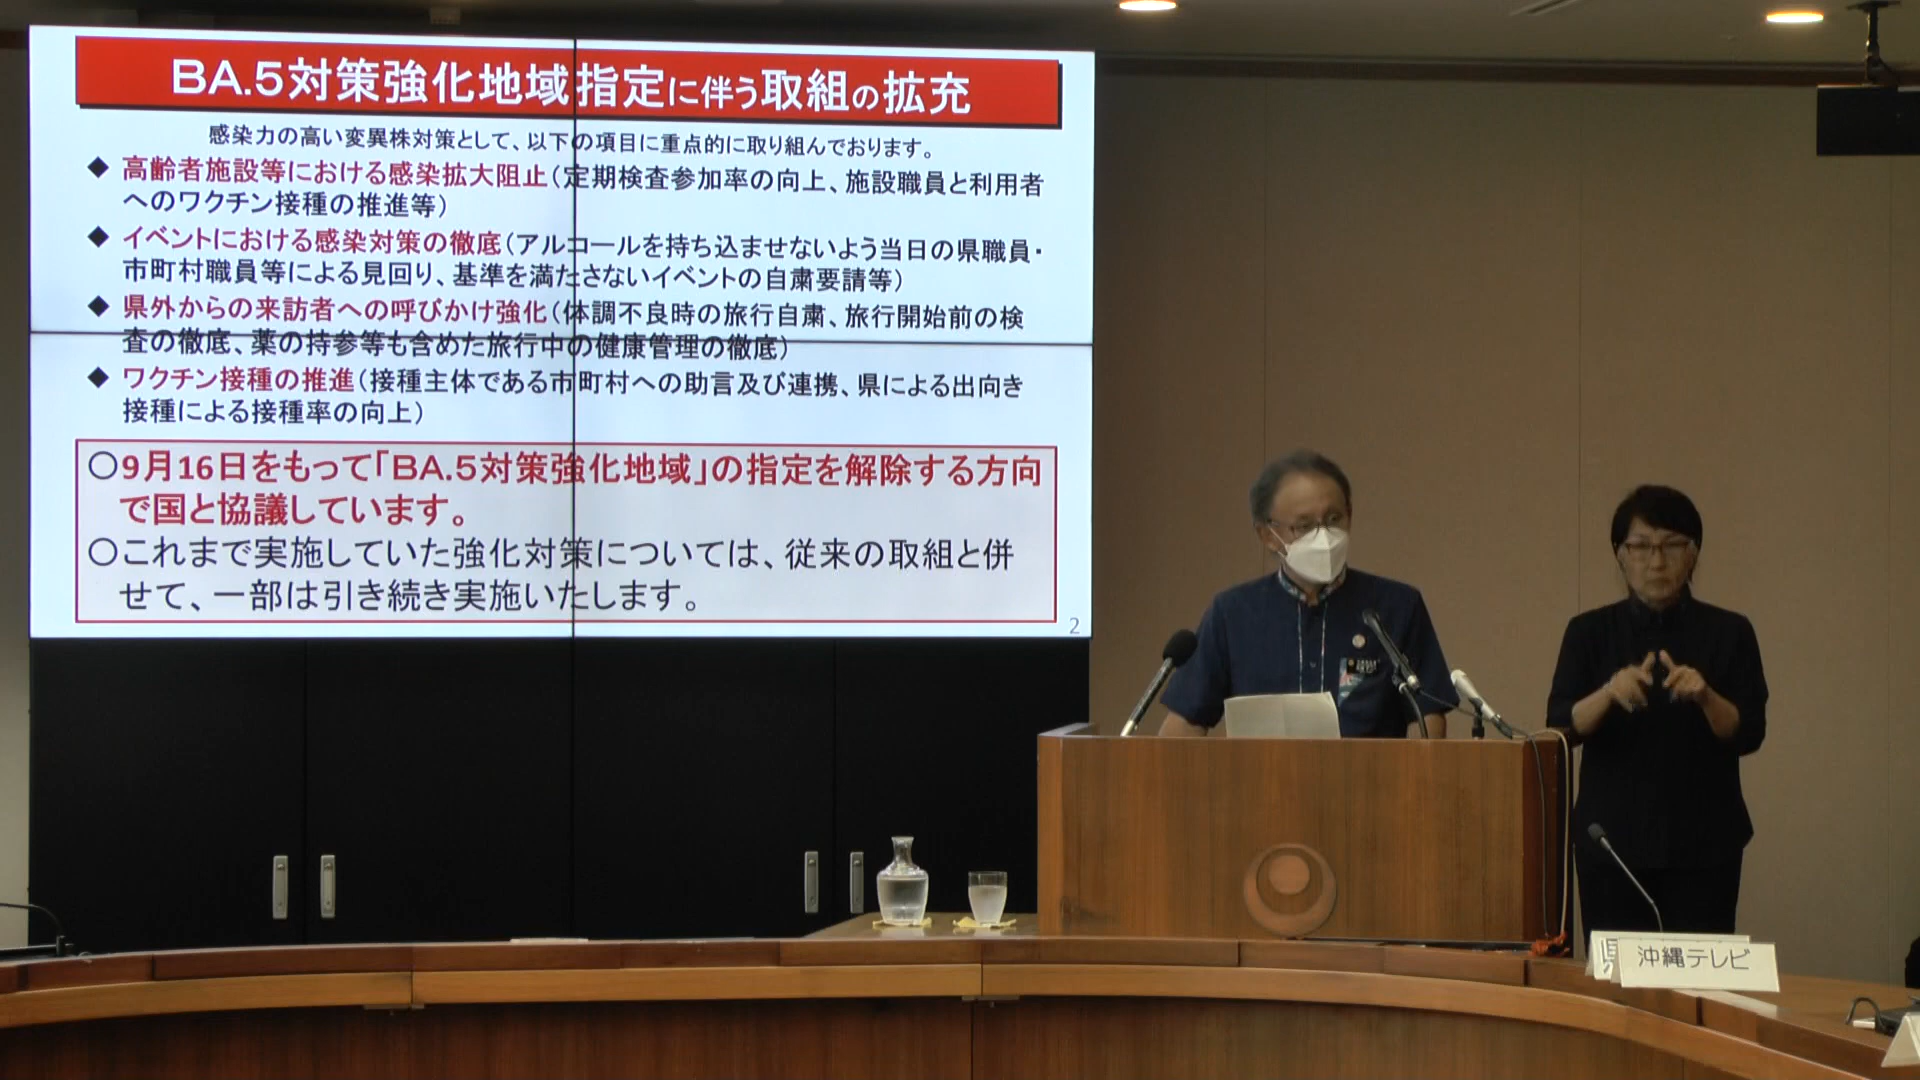 BA.5対策強化地域指定に伴う取組の拡充
感染力の高い変異株対策として、以下の項目に重点的に取り組んでおります。
◆ 高齢者施設等における感染拡大阻止(定期検査参加率の向上、施設職員と利用者
へのワクチン接種の推進等)
◆ イベントにおける感染対策の徹底(アルコールを持ち込ませないよう当日の県職員・
市町村職員等による見回り、基準を満たさないイベントの自粛要請等)
◆ 県外からの来訪者への呼びかけ強化(体調不良時の旅行自粛、旅行開始前の検
査の徹底、薬の持参等も含めた旅行中の健康管理の徹底)
◆ ワクチン接種の推進(接種主体である市町村への助言及び連携、県による出向き
接種による接種率の向上)
○9月16日をもって「BA.5対策強化地域」の指定を解除する方向
で国と協議しています。
○これまで実施していた強化対策については、従来の取組と併
せて、一部は引き続き実施いたします。
2
沖縄テレビ